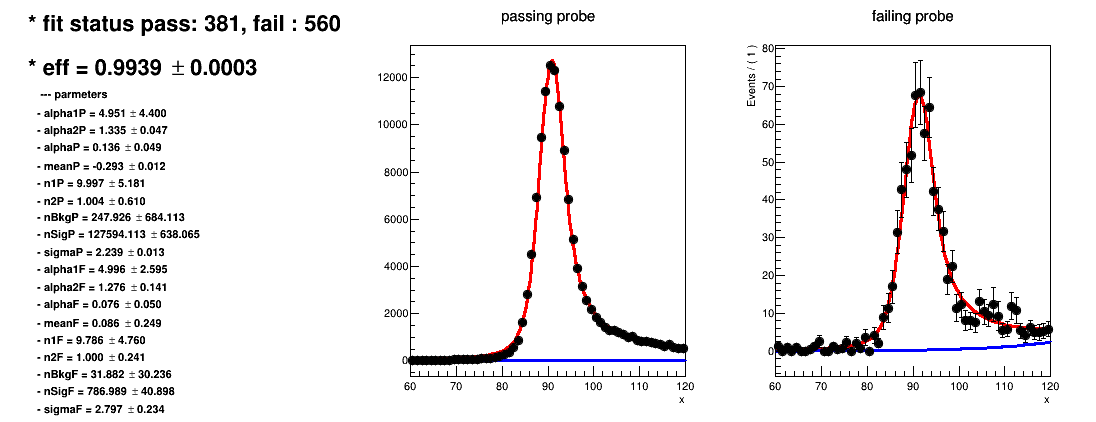 * fit status pass: 381, fail : 560
* eff = 0.9939 ± 0.0003
--- parmeters
- alpha1P = 4.951 ± 4.400
- alpha2P = 1.335 ± 0.047
- alphaP = 0.136 ± 0.049
- meanP = -0.293 ± 0.012
- n1P = 9.997 ± 5.181
- n2P = 1.004 ± 0.610
- nBkgP = 247.926 ± 684.113
- nSigP = 127594.113 ± 638.065
- sigmaP = 2.239 ± 0.013
- alpha1F = 4.996 ± 2.595
- alpha2F = 1.276 ± 0.141
- alphaF = 0.076 ± 0.050
- meanF = 0.086 ± 0.249
- n1F = 9.786 ± 4.760
- n2F = 1.000 ± 0.241
- nBkgF = 31.882 ± 30.236
- nSigF = 786.989 ± 40.898
- sigmaF = 2.797 ± 0.234
passing probe
12000
10000
8000
6000
4000
2000
0
60 70 80 90 100 110 120
x
failing probe
Events / ( 1 )
80
70
60
50
40
30
20
10
0
60 70 80 90 100 110 120
x